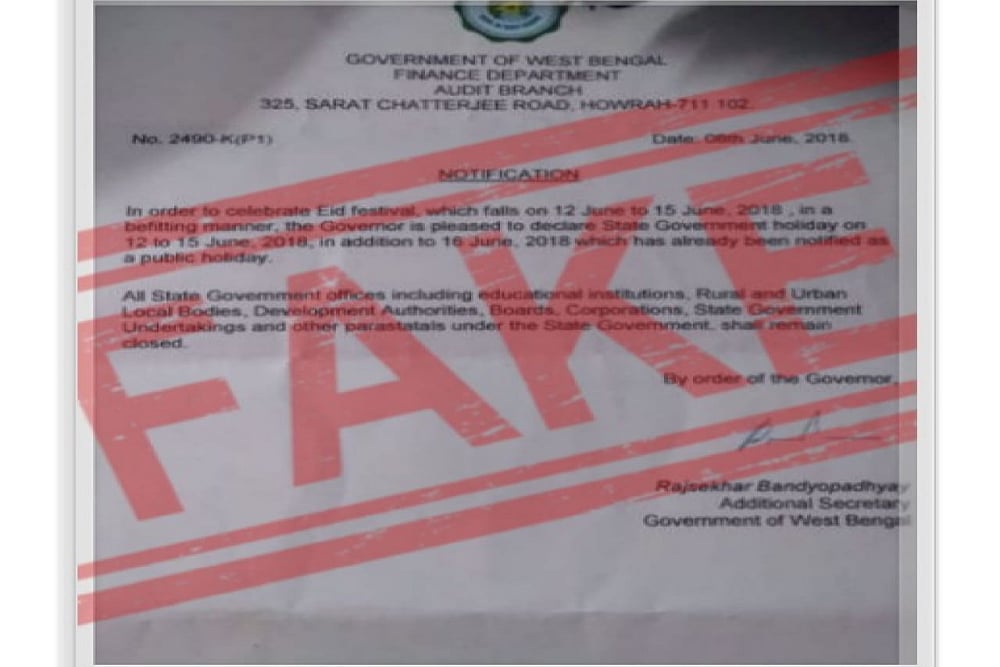 GOVERNMENT OF WEST BENGAL
FINANCE DEPARTMENT
AUDIT BRANCH
325, SARAT CHATTERJEE ROAD, HOWRAH-711 102.
No. 2490-K(P1) Date: 08th June, 2018.
NOTIFICATION
In order to celebrate Eid festival, which falls on 12 June to 15 June, 2018 , in a
befitting manner, the Governor is pleased to declare State Government holiday on
12 to 15 June, 2018, in addition to 16 June, 2018 which has already been notified as
a public holiday.
All State Government offices including educational institutions, Rural and Urban
Local Bodies, Development Authorities, Boards, Corporations, State Government
Undertakings and other parastatals under the State Government, shall remain
closed.
By order of the Governor,
Rajsekhar Bandyopadhyay
Additional Secretary
Government of West Bengal
FAKE